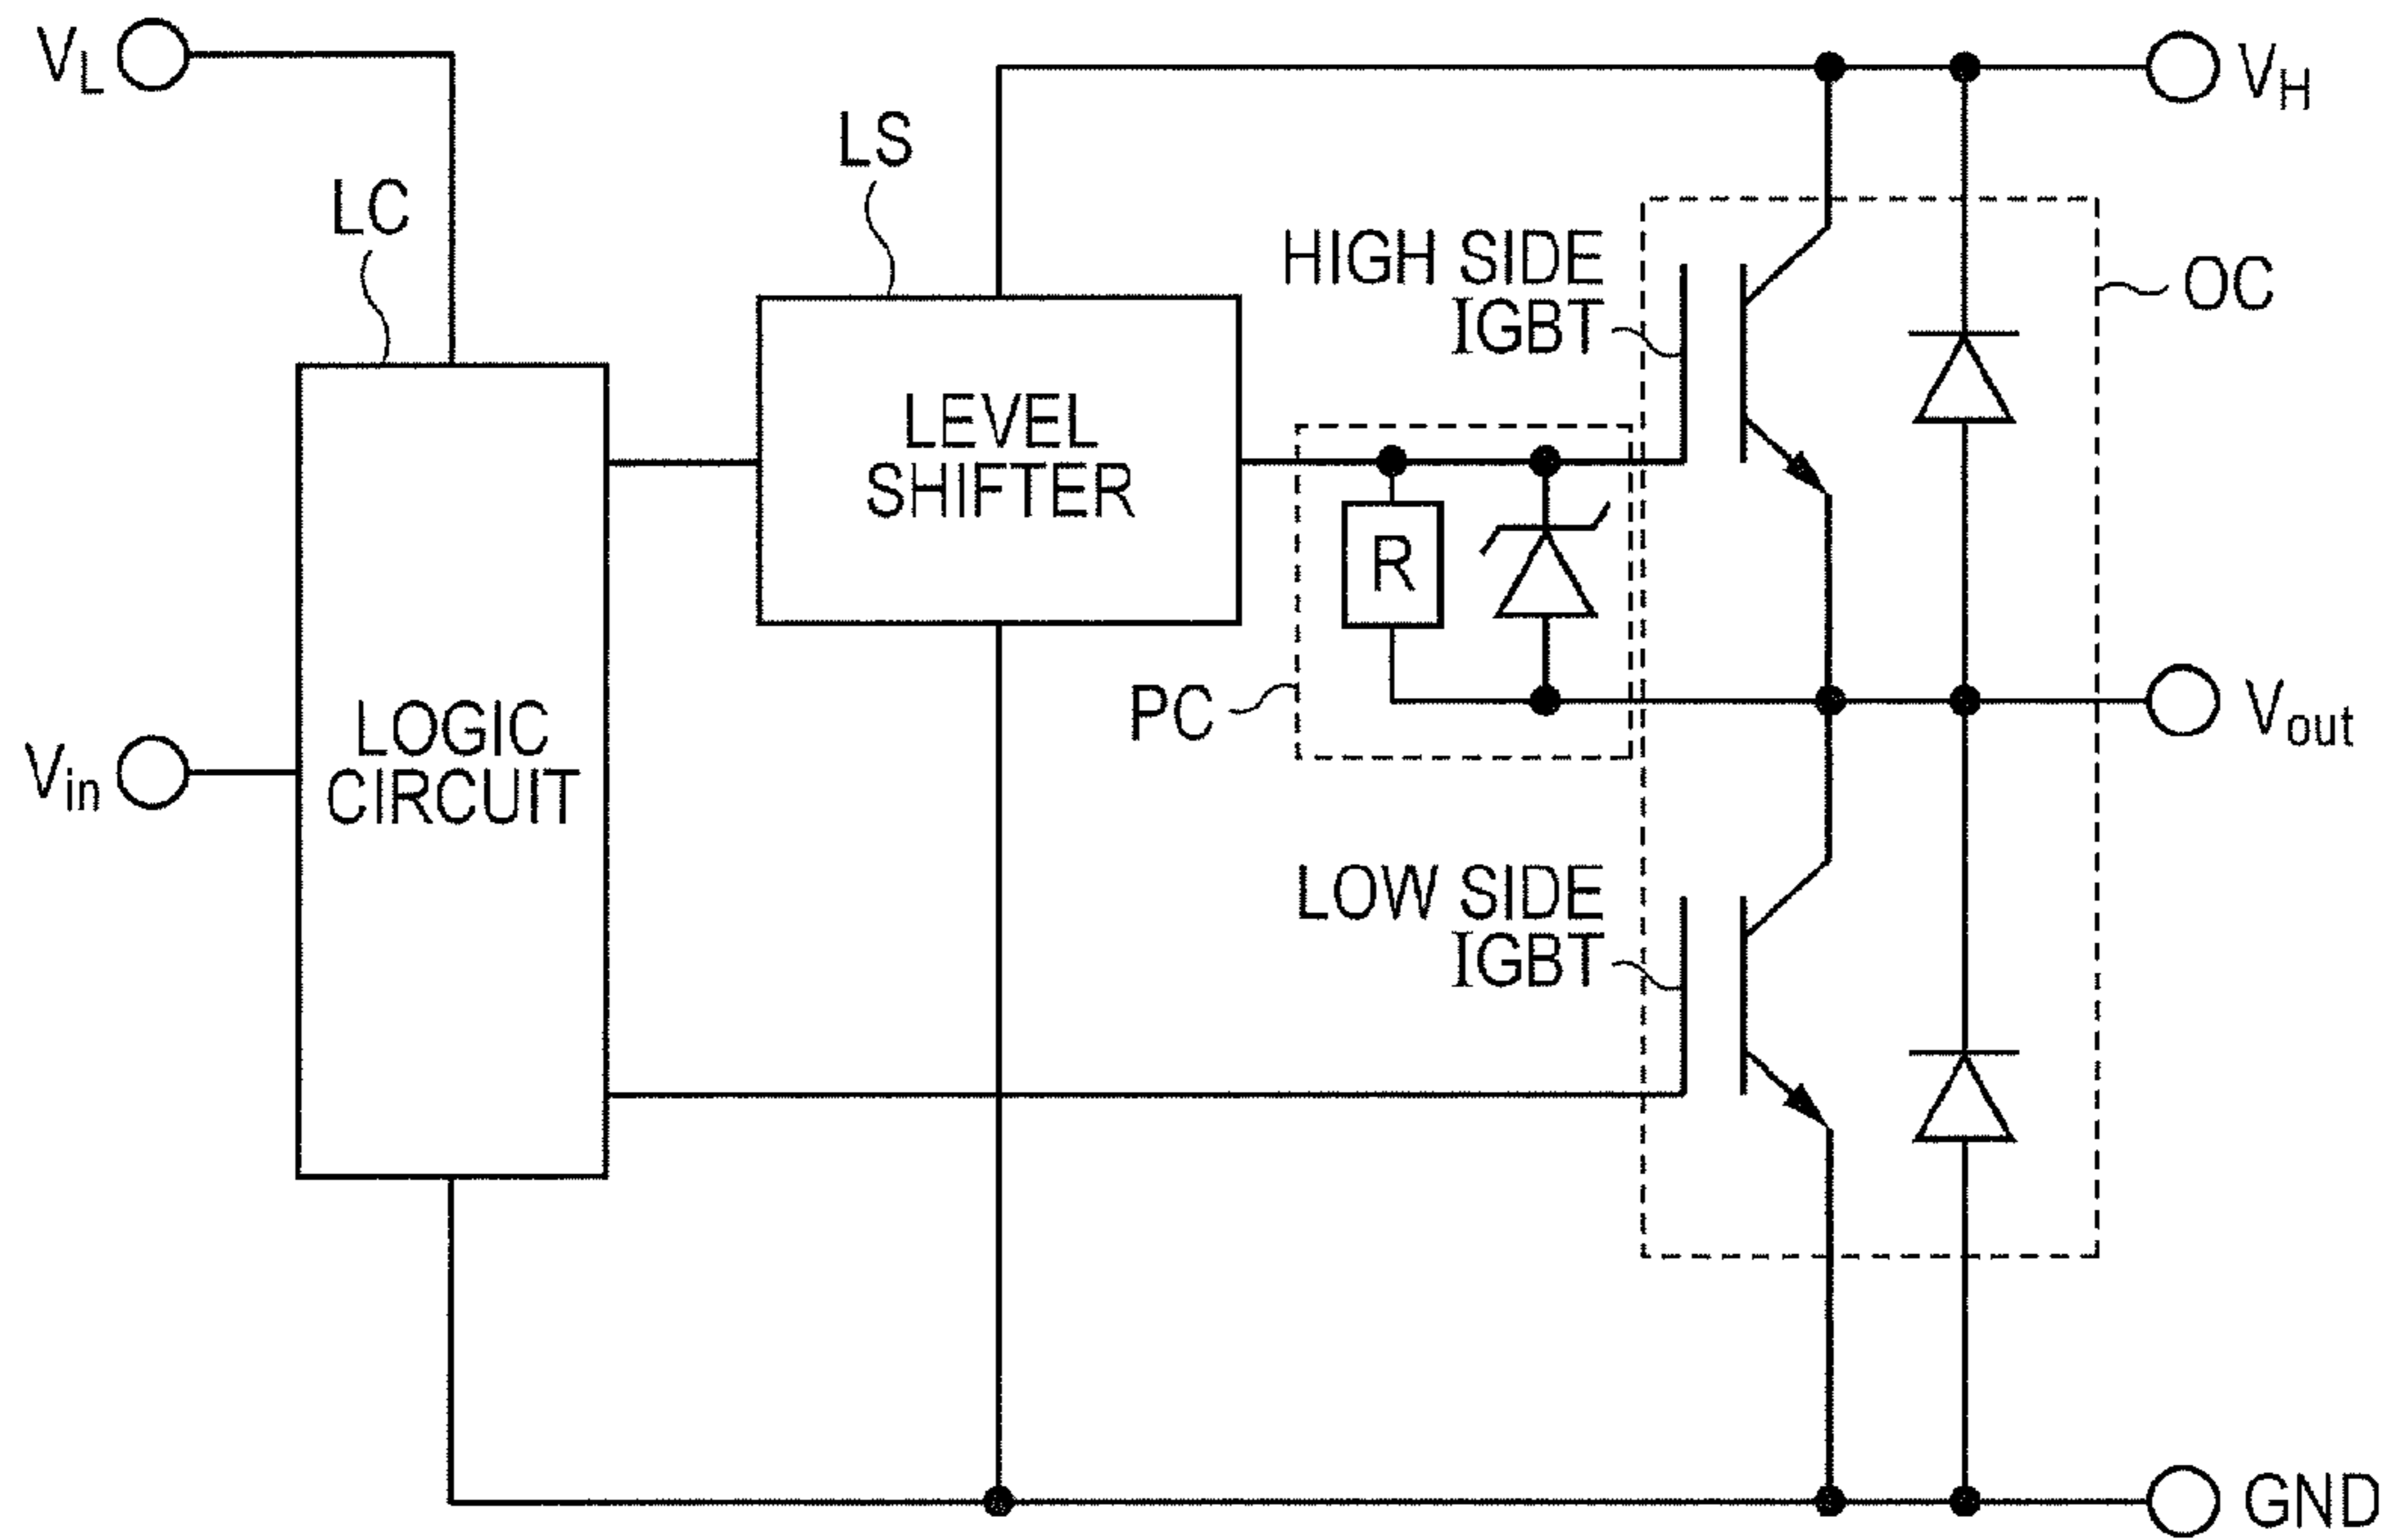 VL
VH
LS
LC
HIGH SIDE
IGBT
OC
LEVEL
SHIFTER
R
PC
Vout
LOGIC
CIRCUIT
Vin
LOW SIDE
IGBT
GND